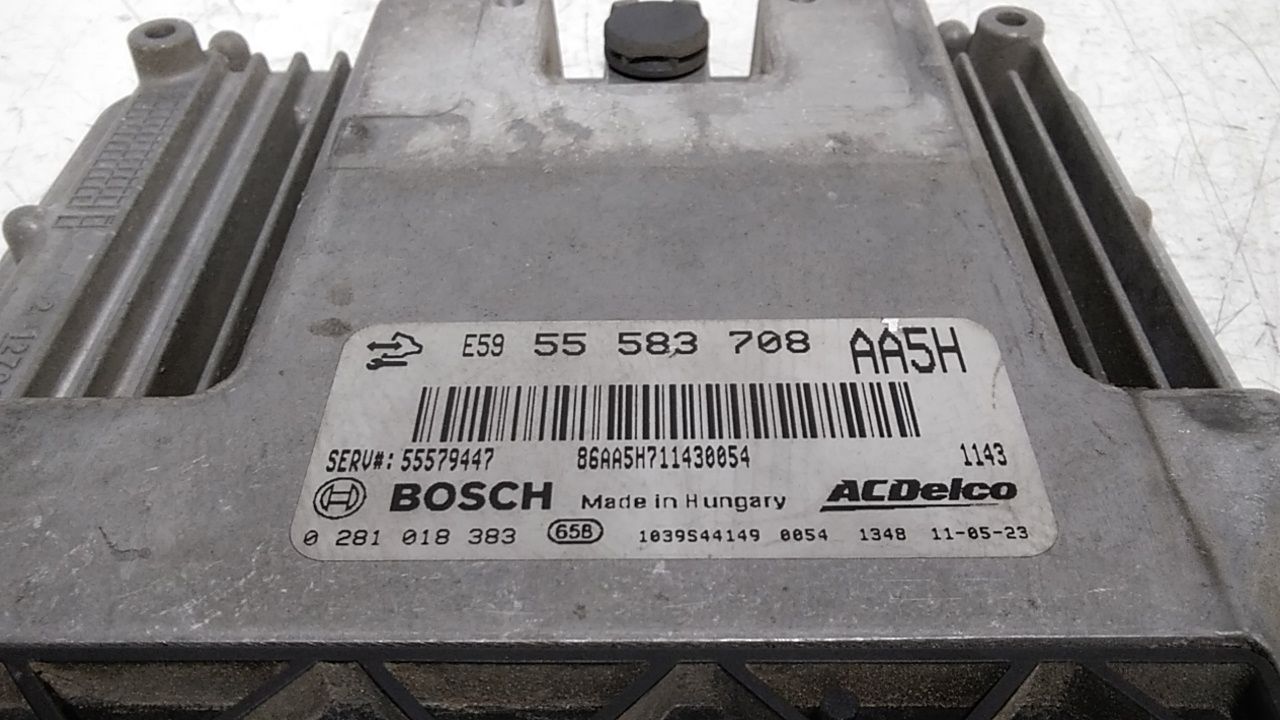 E59 55 583 708 AA5H
SERV#: 55579447 86AA5H711430054 1143
BOSCH Made in Hungary ACDelco
0 281 018 383 65B 1039S44149 0054 1348 11-05-23